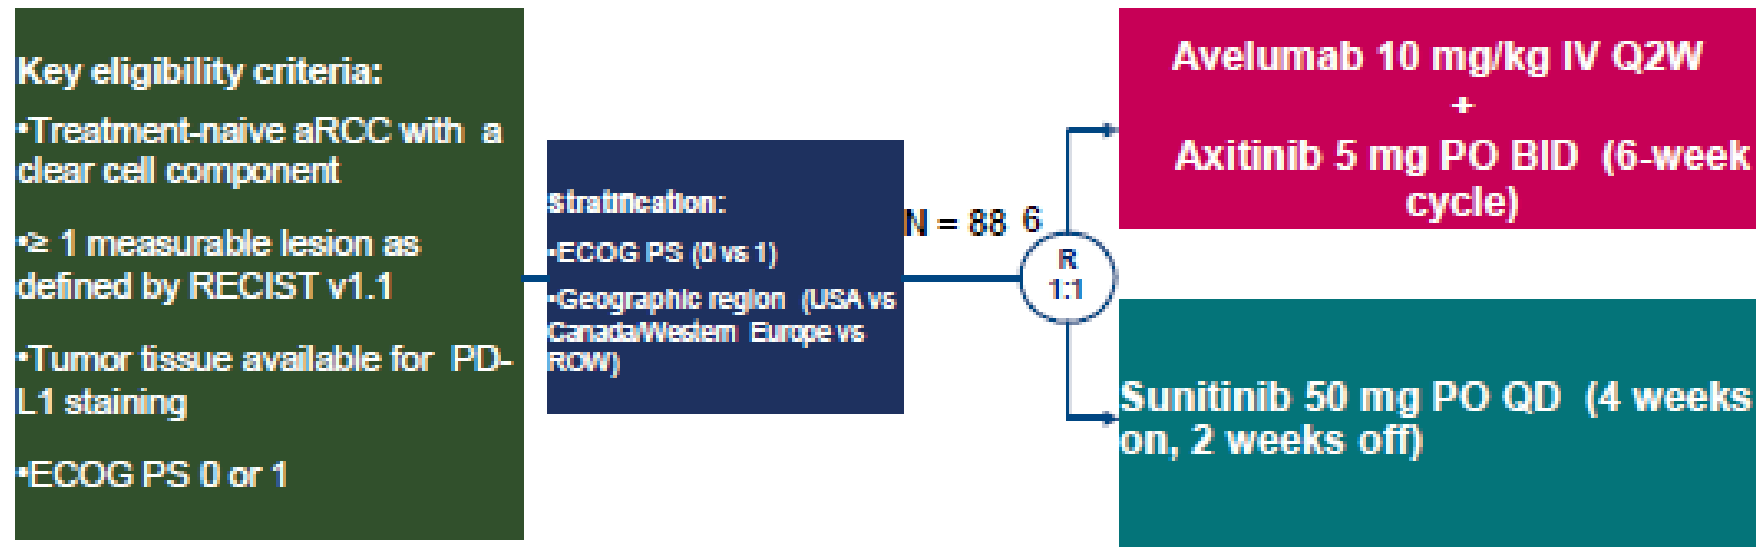 Key eligibility criteria:
•Treatment-naive aRCC with a
clear cell component
•≥ 1 measurable lesion as
defined by RECIST v1.1
•Tumor tissue available for PD-
L1 staining
•ECOG PS 0 or 1
Stratification:
•ECOG PS (0 vs 1)
•Geographic region (USA vs
Canada/Western Europe vs
ROW)
N = 88 6
R
1:1
Avelumab 10 mg/kg IV Q2W
+
Axitinib 5 mg PO BID (6-week
cycle)
Sunitinib 50 mg PO QD (4 weeks
on, 2 weeks off)